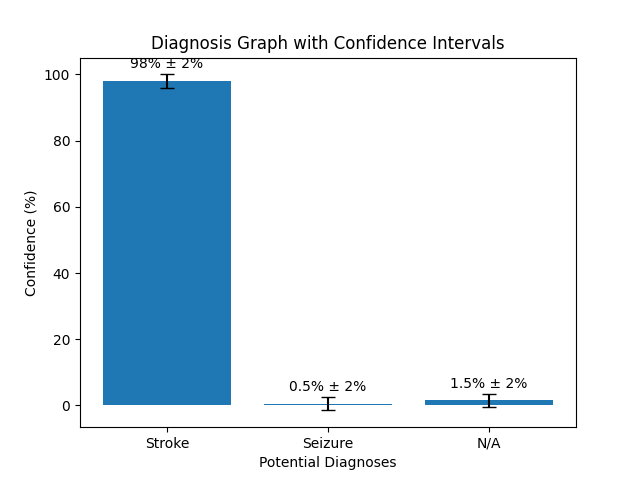 Diagnosis Graph with Confidence Intervals
98% ± 2%
100
80
60
40
20
0
Confidence (%)
0.5% ± 2%
1.5% ± 2%
Stroke
Seizure
N/A
Potential Diagnoses